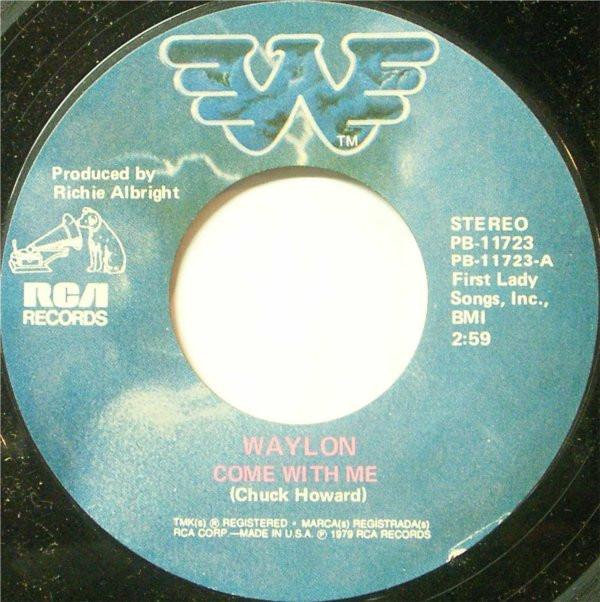 W
TM
Produced by
Richie Albright
RCA
RECORDS
STEREO
PB-11723
PB-11723-A
First Lady
Songs, Inc.,
BMI
2:59
WAYLON
COME WITH ME
(Chuck Howard)
TMK(s) ® REGISTERED • MARCA(s) REGISTRADA(s)
RCA CORP.—MADE IN U.S.A. ℗ 1979 RCA RECORDS